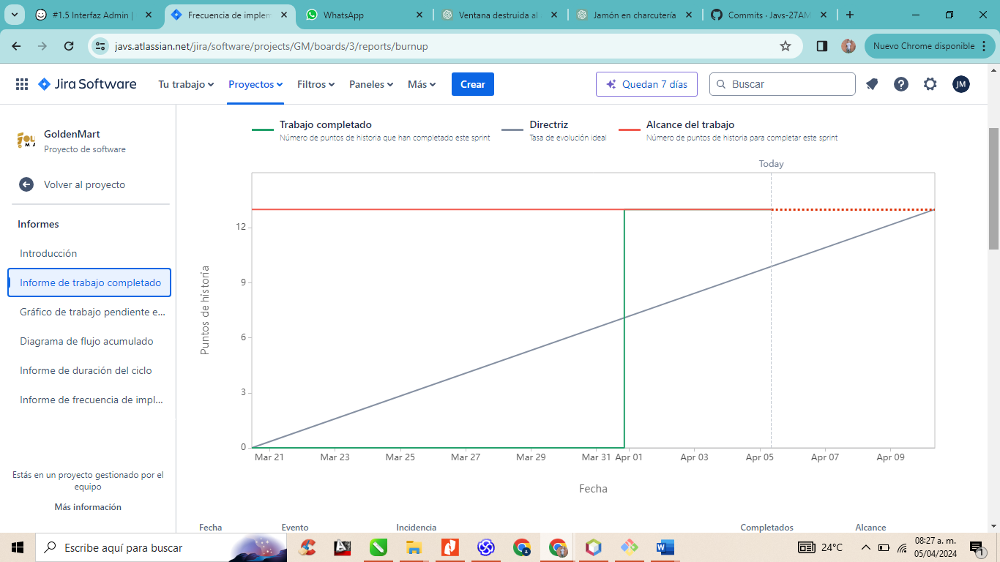 #1.5 Interfaz Admin |
Frecuencia de implem
WhatsApp
Ventana destruida al
Jamón en charcutería
Commits · Javs-27AM
javs.atlassian.net/jira/software/projects/GM/boards/3/reports/burnup
Nuevo Chrome disponible
Jira Software
Tu trabajo
Proyectos
Filtros
Paneles
Más
Crear
Quedan 7 días
Buscar
JM
GoldenMart
Proyecto de software
Volver al proyecto
Informes
Introducción
Informe de trabajo completado
Gráfico de trabajo pendiente e...
Diagrama de flujo acumulado
Informe de duración del ciclo
Informe de frecuencia de impl...
Estás en un proyecto gestionado por el
equipo
Más información
Trabajo completado
Número de puntos de historia que han completado este sprint
Directriz
Tasa de evolución ideal
Alcance del trabajo
Número de puntos de historia para completar este sprint
Today
12
9
6
3
0
Puntos de historia
Mar 21
Mar 23
Mar 25
Mar 27
Mar 29
Mar 31
Apr 01
Apr 03
Apr 05
Apr 07
Apr 09
Fecha
Fecha
Evento
Incidencia
Completados
Alcance
Escribe aquí para buscar
24°C
08:27 a. m.
05/04/2024
1